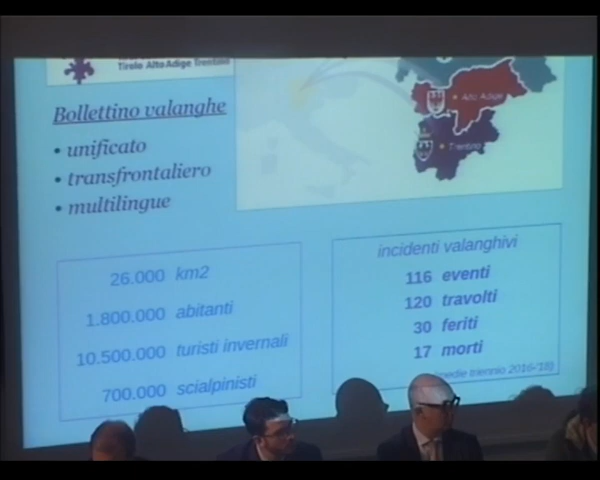 Tirolo Alto Adige Trentino
Bollettino valanghe
• unificato
• transfrontaliero
• multilingue
Alto Adige
Trentino
26.000 km2
1.800.000 abitanti
10.500.000 turisti invernali
700.000 scialpinisti
incidenti valanghivi
116 eventi
120 travolti
30 feriti
17 morti
(medie triennio 2016-'18)